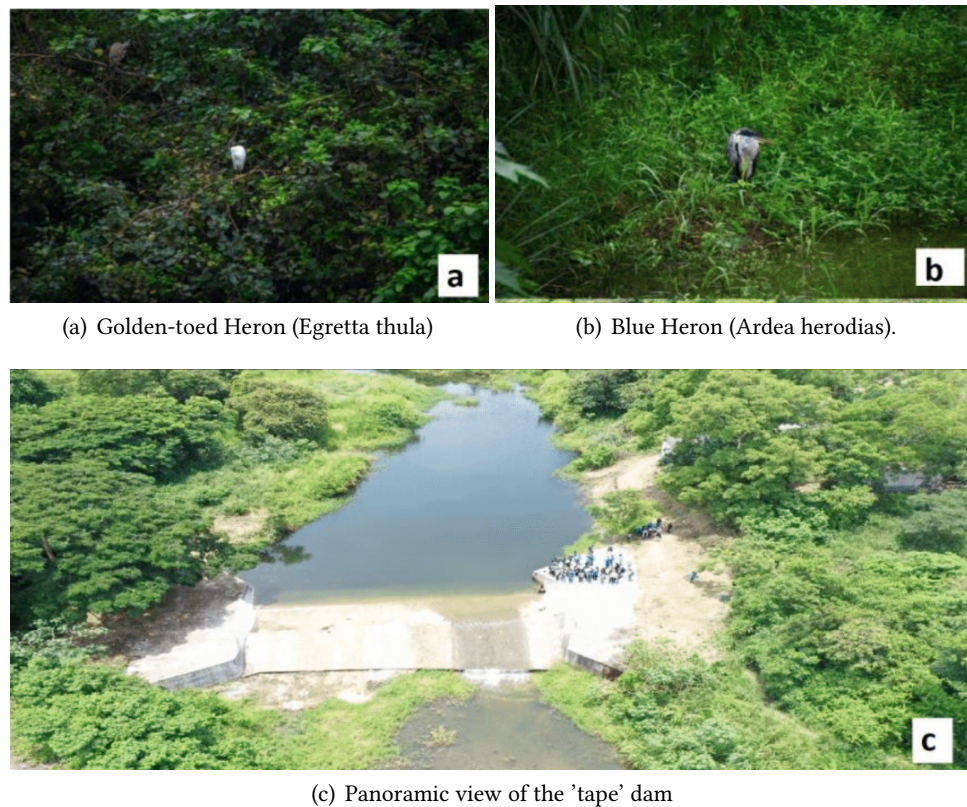 a
b
(a) Golden-toed Heron (Egretta thula)
(b) Blue Heron (Ardea herodias).
c
(c) Panoramic view of the 'tape' dam